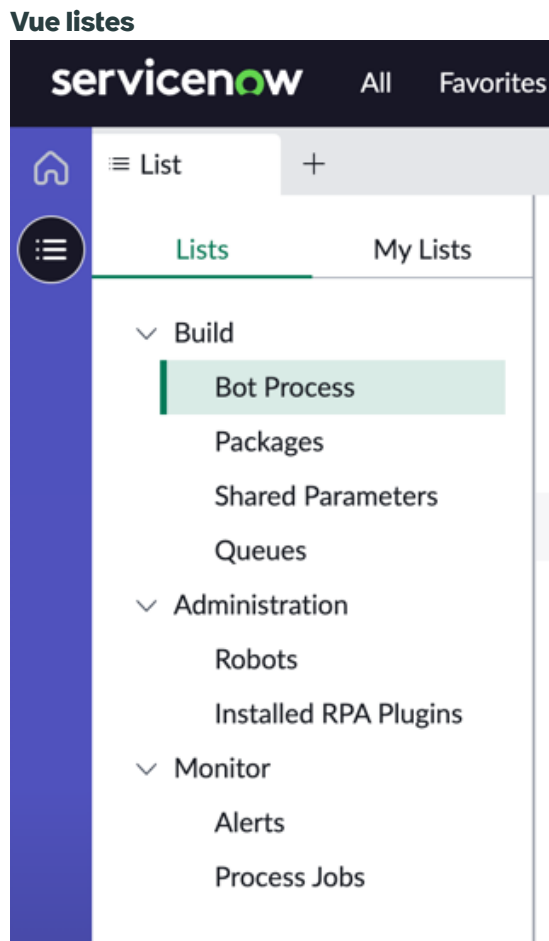 Vue listes
servicenow All Favorites
List +
Lists My Lists
Build
Bot Process
Packages
Shared Parameters
Queues
Administration
Robots
Installed RPA Plugins
Monitor
Alerts
Process Jobs